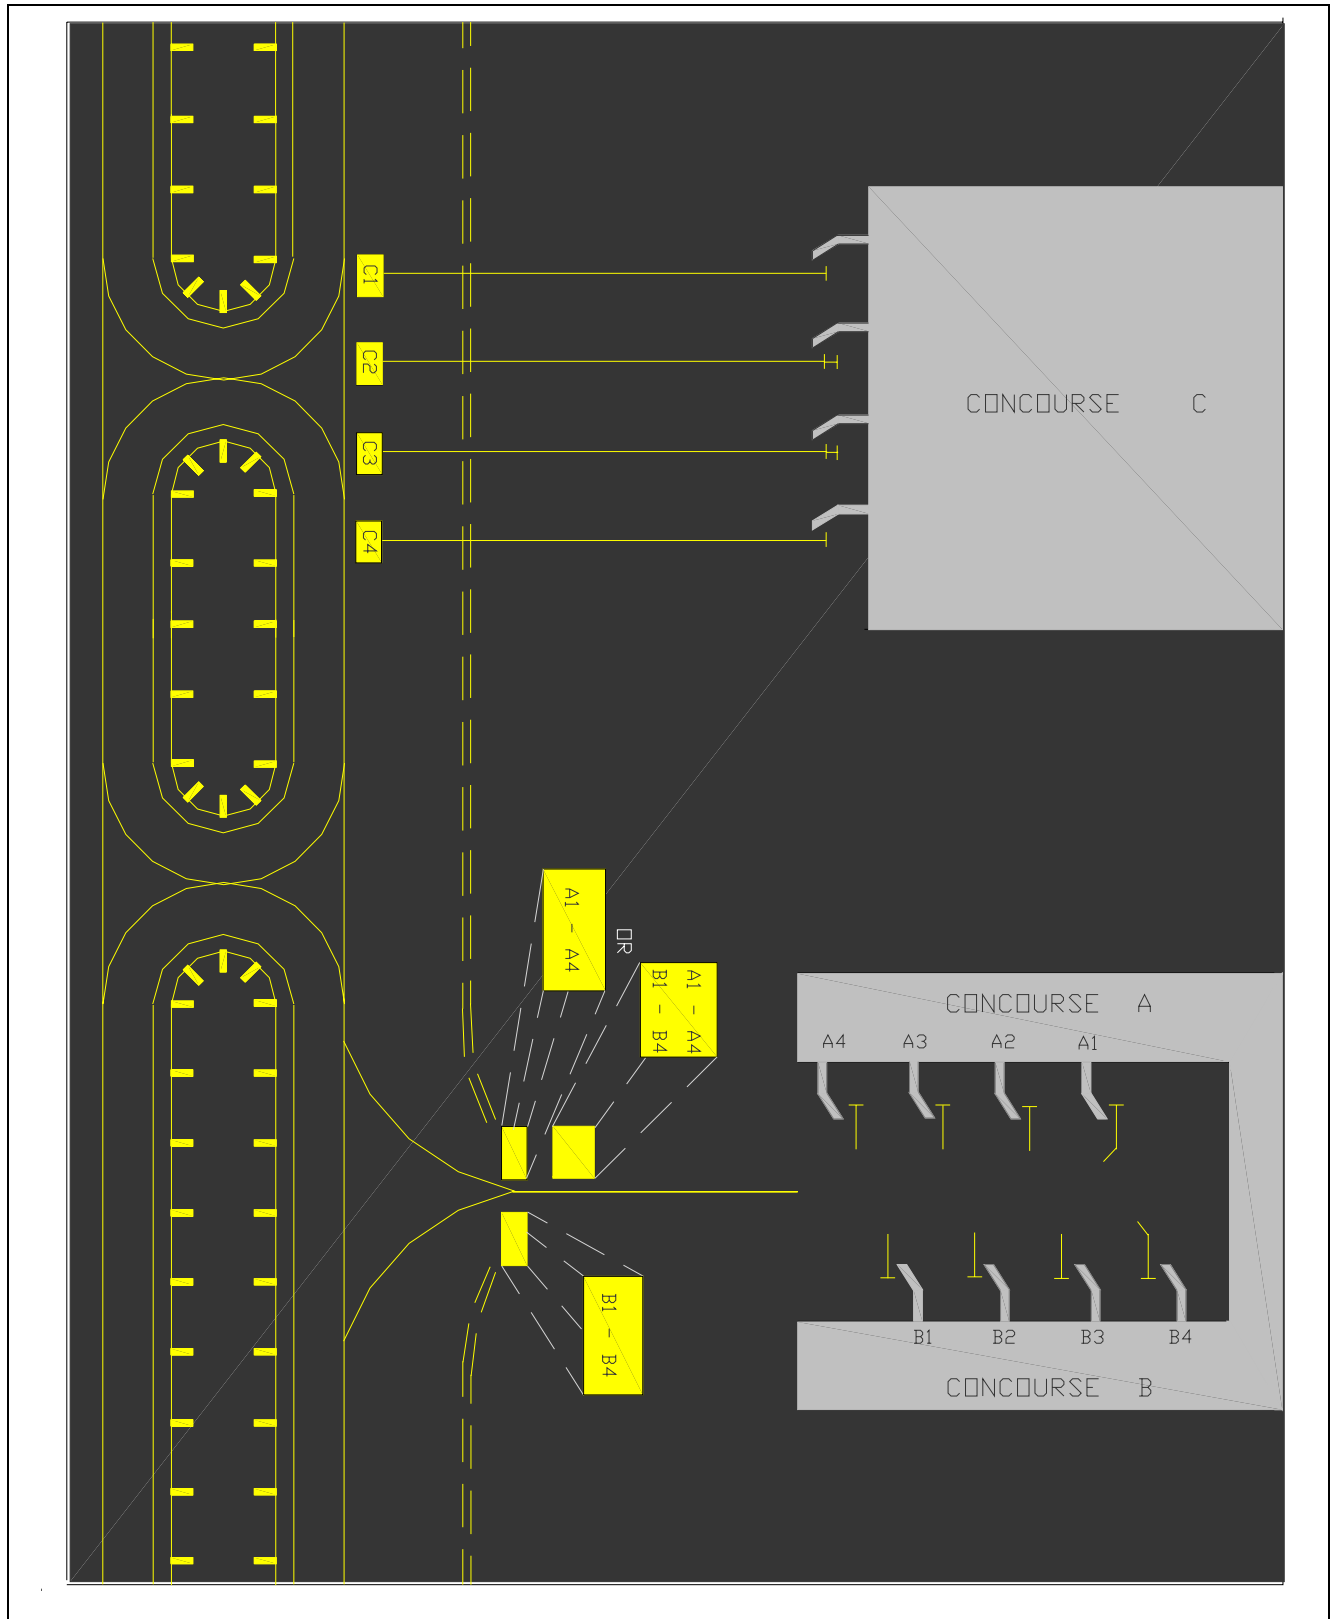 C1
C2
C3
C4
CONCOURSE C
A1 - A4
OR
A1 - A4
B1 - B4
CONCOURSE A
A4 A3 A2 A1
B1 - B4
B1 B2 B3 B4
CONCOURSE B